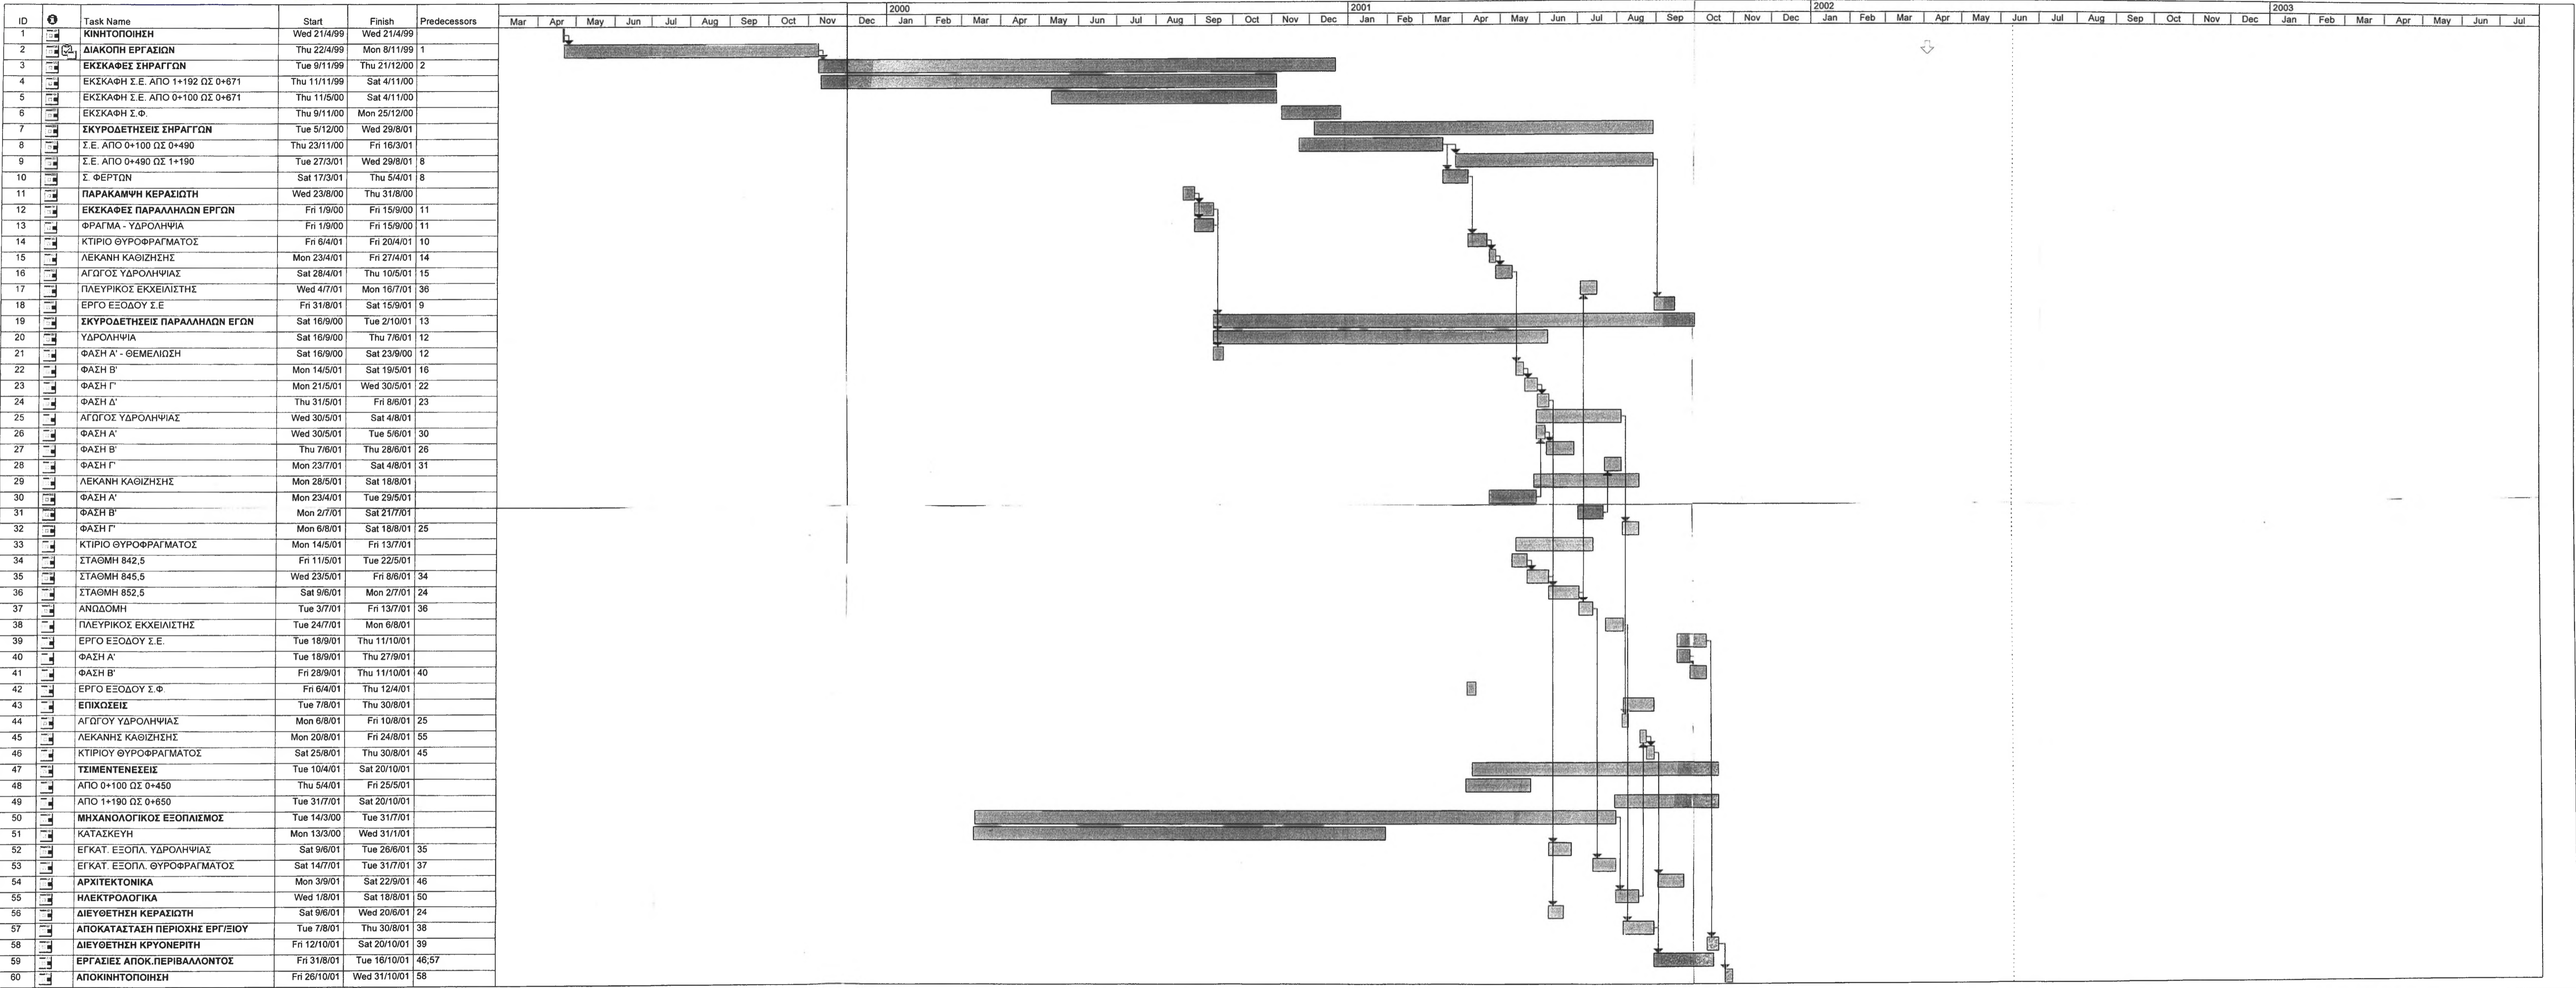 2000 2001 2002 2003
ID Task Name Start Finish Predecessors Mar Apr May Jun Jul Aug Sep Oct Nov Dec Jan Feb Mar Apr May Jun Jul Aug Sep Oct Nov Dec Jan Feb Mar Apr May Jun Jul Aug Sep Oct Nov Dec Jan Feb Mar Apr May Jun Jul Aug Sep Oct Nov Dec Jan Feb Mar Apr May Jun Jul
1 ΚΙΝΗΤΟΠΟΙΗΣΗ Wed 21/4/99 Wed 21/4/99
2 ΔΙΑΚΟΠΗ ΕΡΓΑΣΙΩΝ Thu 22/4/99 Mon 8/11/99 1
3 ΕΚΣΚΑΦΕΣ ΣΗΡΑΓΓΩΝ Tue 9/11/99 Thu 21/12/00 2
4 ΕΚΣΚΑΦΗ Σ.Ε. ΑΠΟ 1+192 ΩΣ 0+671 Thu 11/11/99 Sat 4/11/00
5 ΕΚΣΚΑΦΗ Σ.Ε. ΑΠΟ 0+100 ΩΣ 0+671 Thu 11/5/00 Sat 4/11/00
6 ΕΚΣΚΑΦΗ Σ.Φ. Thu 9/11/00 Mon 25/12/00
7 ΣΚΥΡΟΔΕΤΗΣΕΙΣ ΣΗΡΑΓΓΩΝ Tue 5/12/00 Wed 29/8/01
8 Σ.Ε. ΑΠΟ 0+100 ΩΣ 0+490 Thu 23/11/00 Fri 16/3/01
9 Σ.Ε. ΑΠΟ 0+490 ΩΣ 1+190 Tue 27/3/01 Wed 29/8/01 8
10 Σ. ΦΕΡΤΩΝ Sat 17/3/01 Thu 5/4/01 8
11 ΠΑΡΑΚΑΜΨΗ ΚΕΡΑΣΙΩΤΗ Wed 23/8/00 Thu 31/8/00
12 ΕΚΣΚΑΦΕΣ ΠΑΡΑΛΛΗΛΩΝ ΕΡΓΩΝ Fri 1/9/00 Fri 15/9/00 11
13 ΦΡΑΓΜΑ - ΥΔΡΟΛΗΨΙΑ Fri 1/9/00 Fri 15/9/00 11
14 ΚΤΙΡΙΟ ΘΥΡΟΦΡΑΓΜΑΤΟΣ Fri 6/4/01 Fri 20/4/01 10
15 ΛΕΚΑΝΗ ΚΑΘΙΖΗΣΗΣ Mon 23/4/01 Fri 27/4/01 14
16 ΑΓΩΓΟΣ ΥΔΡΟΛΗΨΙΑΣ Sat 28/4/01 Thu 10/5/01 15
17 ΠΛΕΥΡΙΚΟΣ ΕΚΧΕΙΛΙΣΤΗΣ Wed 4/7/01 Mon 16/7/01 36
18 ΕΡΓΟ ΕΞΟΔΟΥ Σ.Ε Fri 31/8/01 Sat 15/9/01 9
19 ΣΚΥΡΟΔΕΤΗΣΕΙΣ ΠΑΡΑΛΛΗΛΩΝ ΕΓΩΝ Sat 16/9/00 Tue 2/10/01 13
20 ΥΔΡΟΛΗΨΙΑ Sat 16/9/00 Thu 7/6/01 12
21 ΦΑΣΗ Α' - ΘΕΜΕΛΙΩΣΗ Sat 16/9/00 Sat 23/9/00 12
22 ΦΑΣΗ Β' Mon 14/5/01 Sat 19/5/01 16
23 ΦΑΣΗ Γ' Mon 21/5/01 Wed 30/5/01 22
24 ΦΑΣΗ Δ' Thu 31/5/01 Fri 8/6/01 23
25 ΑΓΩΓΟΣ ΥΔΡΟΛΗΨΙΑΣ Wed 30/5/01 Sat 4/8/01
26 ΦΑΣΗ Α' Wed 30/5/01 Tue 5/6/01 30
27 ΦΑΣΗ Β' Thu 7/6/01 Thu 28/6/01 26
28 ΦΑΣΗ Γ' Mon 23/7/01 Sat 4/8/01 31
29 ΛΕΚΑΝΗ ΚΑΘΙΖΗΣΗΣ Mon 28/5/01 Sat 18/8/01
30 ΦΑΣΗ Α' Mon 23/4/01 Tue 29/5/01
31 ΦΑΣΗ Β' Mon 2/7/01 Sat 21/7/01
32 ΦΑΣΗ Γ' Mon 6/8/01 Sat 18/8/01 25
33 ΚΤΙΡΙΟ ΘΥΡΟΦΡΑΓΜΑΤΟΣ Mon 14/5/01 Fri 13/7/01
34 ΣΤΑΘΜΗ 842,5 Fri 11/5/01 Tue 22/5/01
35 ΣΤΑΘΜΗ 845,5 Wed 23/5/01 Fri 8/6/01 34
36 ΣΤΑΘΜΗ 852,5 Sat 9/6/01 Mon 2/7/01 24
37 ΑΝΩΔΟΜΗ Tue 3/7/01 Fri 13/7/01 36
38 ΠΛΕΥΡΙΚΟΣ ΕΚΧΕΙΛΙΣΤΗΣ Tue 24/7/01 Mon 6/8/01
39 ΕΡΓΟ ΕΞΟΔΟΥ Σ.Ε. Tue 18/9/01 Thu 11/10/01
40 ΦΑΣΗ Α' Tue 18/9/01 Thu 27/9/01
41 ΦΑΣΗ Β' Fri 28/9/01 Thu 11/10/01 40
42 ΕΡΓΟ ΕΞΟΔΟΥ Σ.Φ. Fri 6/4/01 Thu 12/4/01
43 ΕΠΙΧΩΣΕΙΣ Tue 7/8/01 Thu 30/8/01
44 ΑΓΩΓΟΥ ΥΔΡΟΛΗΨΙΑΣ Mon 6/8/01 Fri 10/8/01 25
45 ΛΕΚΑΝΗΣ ΚΑΘΙΖΗΣΗΣ Mon 20/8/01 Fri 24/8/01 55
46 ΚΤΙΡΙΟΥ ΘΥΡΟΦΡΑΓΜΑΤΟΣ Sat 25/8/01 Thu 30/8/01 45
47 ΤΣΙΜΕΝΤΕΝΕΣΕΙΣ Tue 10/4/01 Sat 20/10/01
48 ΑΠΟ 0+100 ΩΣ 0+450 Thu 5/4/01 Fri 25/5/01
49 ΑΠΟ 1+190 ΩΣ 0+650 Tue 31/7/01 Sat 20/10/01
50 ΜΗΧΑΝΟΛΟΓΙΚΟΣ ΕΞΟΠΛΙΣΜΟΣ Tue 14/3/00 Tue 31/7/01
51 ΚΑΤΑΣΚΕΥΗ Mon 13/3/00 Wed 31/1/01
52 ΕΓΚΑΤ. ΕΞΟΠΛ. ΥΔΡΟΛΗΨΙΑΣ Sat 9/6/01 Tue 26/6/01 35
53 ΕΓΚΑΤ. ΕΞΟΠΛ. ΘΥΡΟΦΡΑΓΜΑΤΟΣ Sat 14/7/01 Tue 31/7/01 37
54 ΑΡΧΙΤΕΚΤΟΝΙΚΑ Mon 3/9/01 Sat 22/9/01 46
55 ΗΛΕΚΤΡΟΛΟΓΙΚΑ Wed 1/8/01 Sat 18/8/01 50
56 ΔΙΕΥΘΕΤΗΣΗ ΚΕΡΑΣΙΩΤΗ Sat 9/6/01 Wed 20/6/01 24
57 ΑΠΟΚΑΤΑΣΤΑΣΗ ΠΕΡΙΟΧΗΣ ΕΡΓ/ΞΙΟΥ Tue 7/8/01 Thu 30/8/01 38
58 ΔΙΕΥΘΕΤΗΣΗ ΚΡΥΟΝΕΡΙΤΗ Fri 12/10/01 Sat 20/10/01 39
59 ΕΡΓΑΣΙΕΣ ΑΠΟΚ.ΠΕΡΙΒΑΛΛΟΝΤΟΣ Fri 31/8/01 Tue 16/10/01 46;57
60 ΑΠΟΚΙΝΗΤΟΠΟΙΗΣΗ Fri 26/10/01 Wed 31/10/01 58